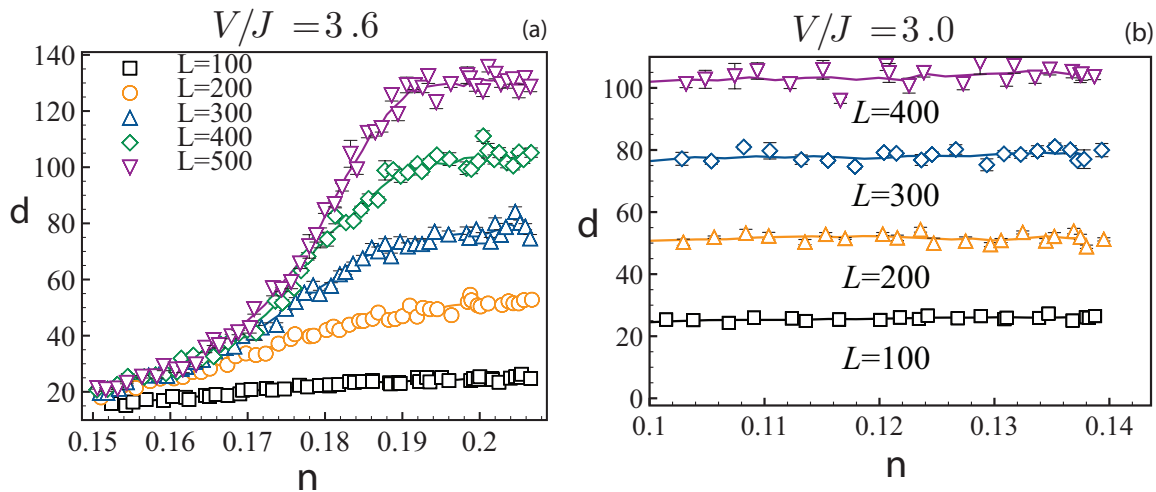 V/J = 3.6
(a)
140
120
100
80
60
40
20
d
L=100
L=200
L=300
L=400
L=500
0.15
0.16
0.17
0.18
0.19
0.2
n
V/J = 3.0
(b)
100
80
60
40
20
0
d
L=400
L=300
L=200
L=100
0.1
0.11
0.12
0.13
0.14
n